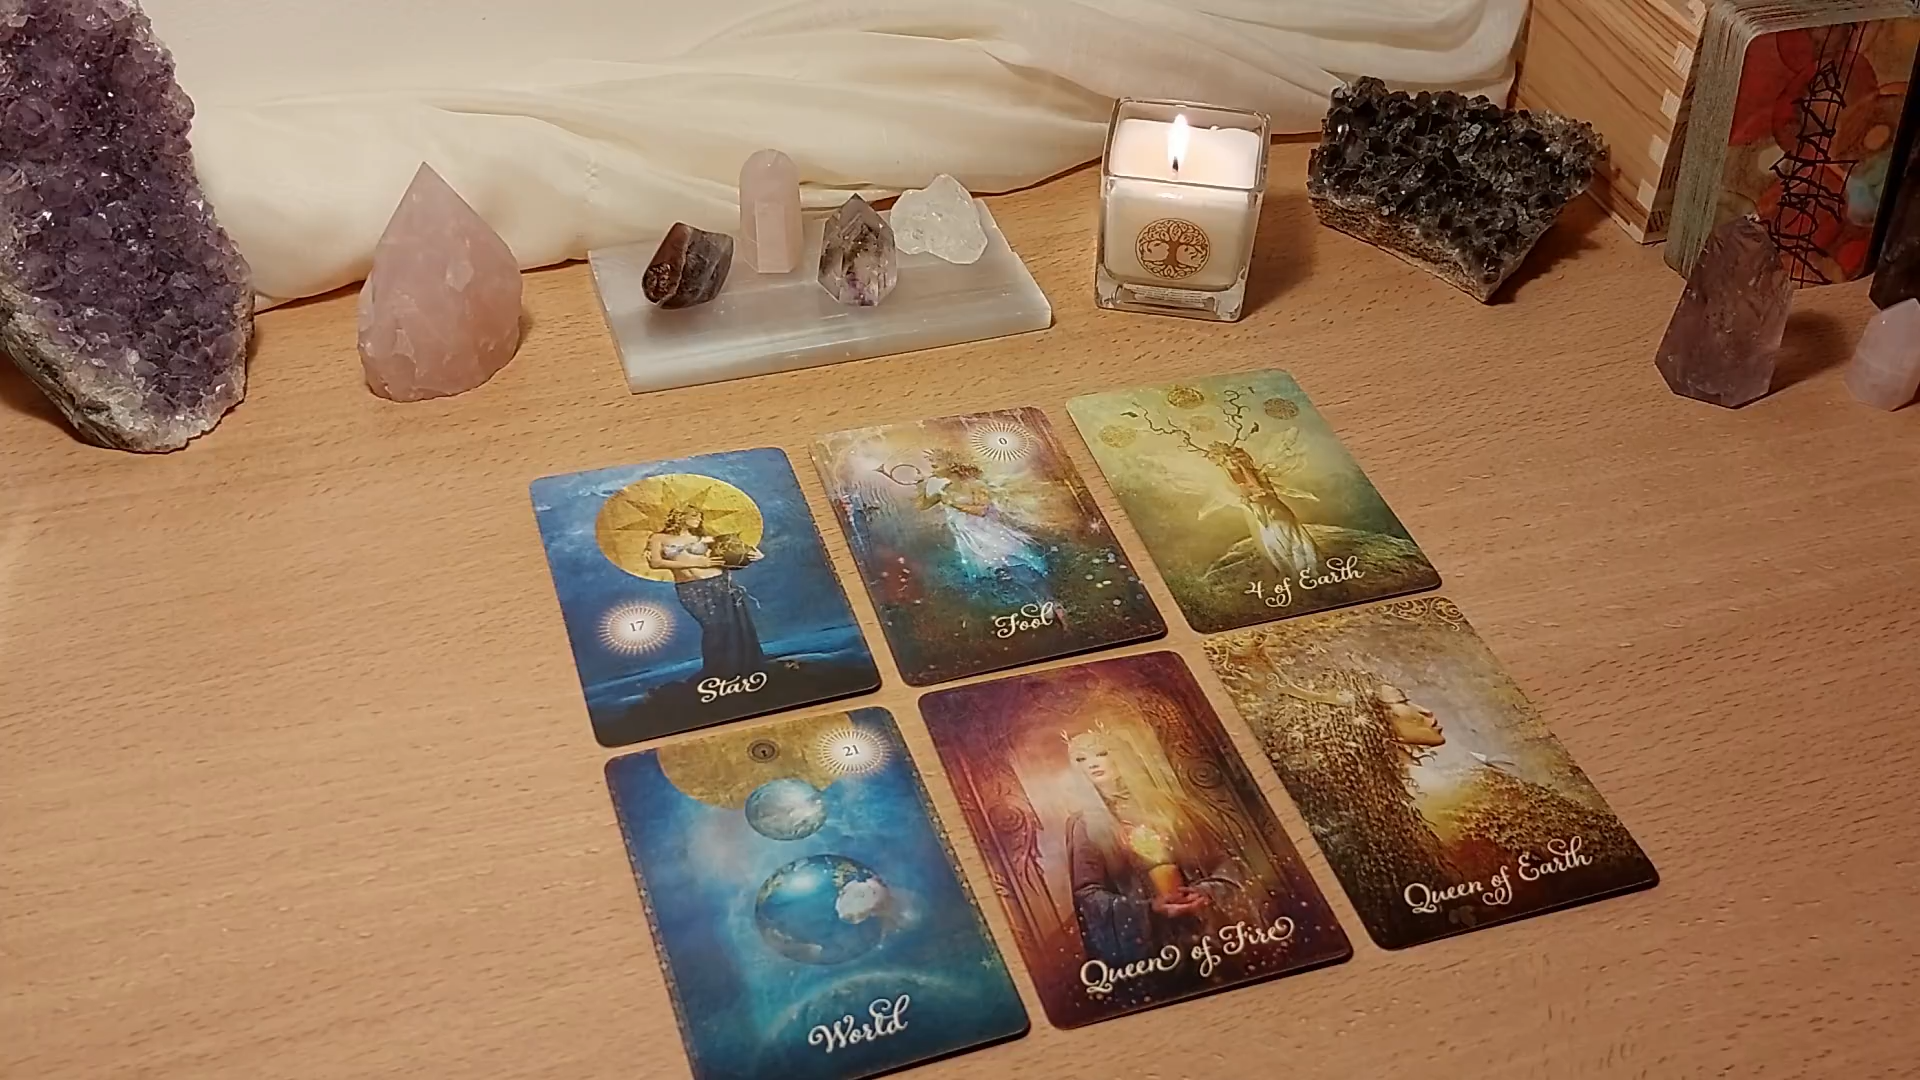 17
Star
0
Fool
4 of Earth
21
World
Queen of Fire
Queen of Earth